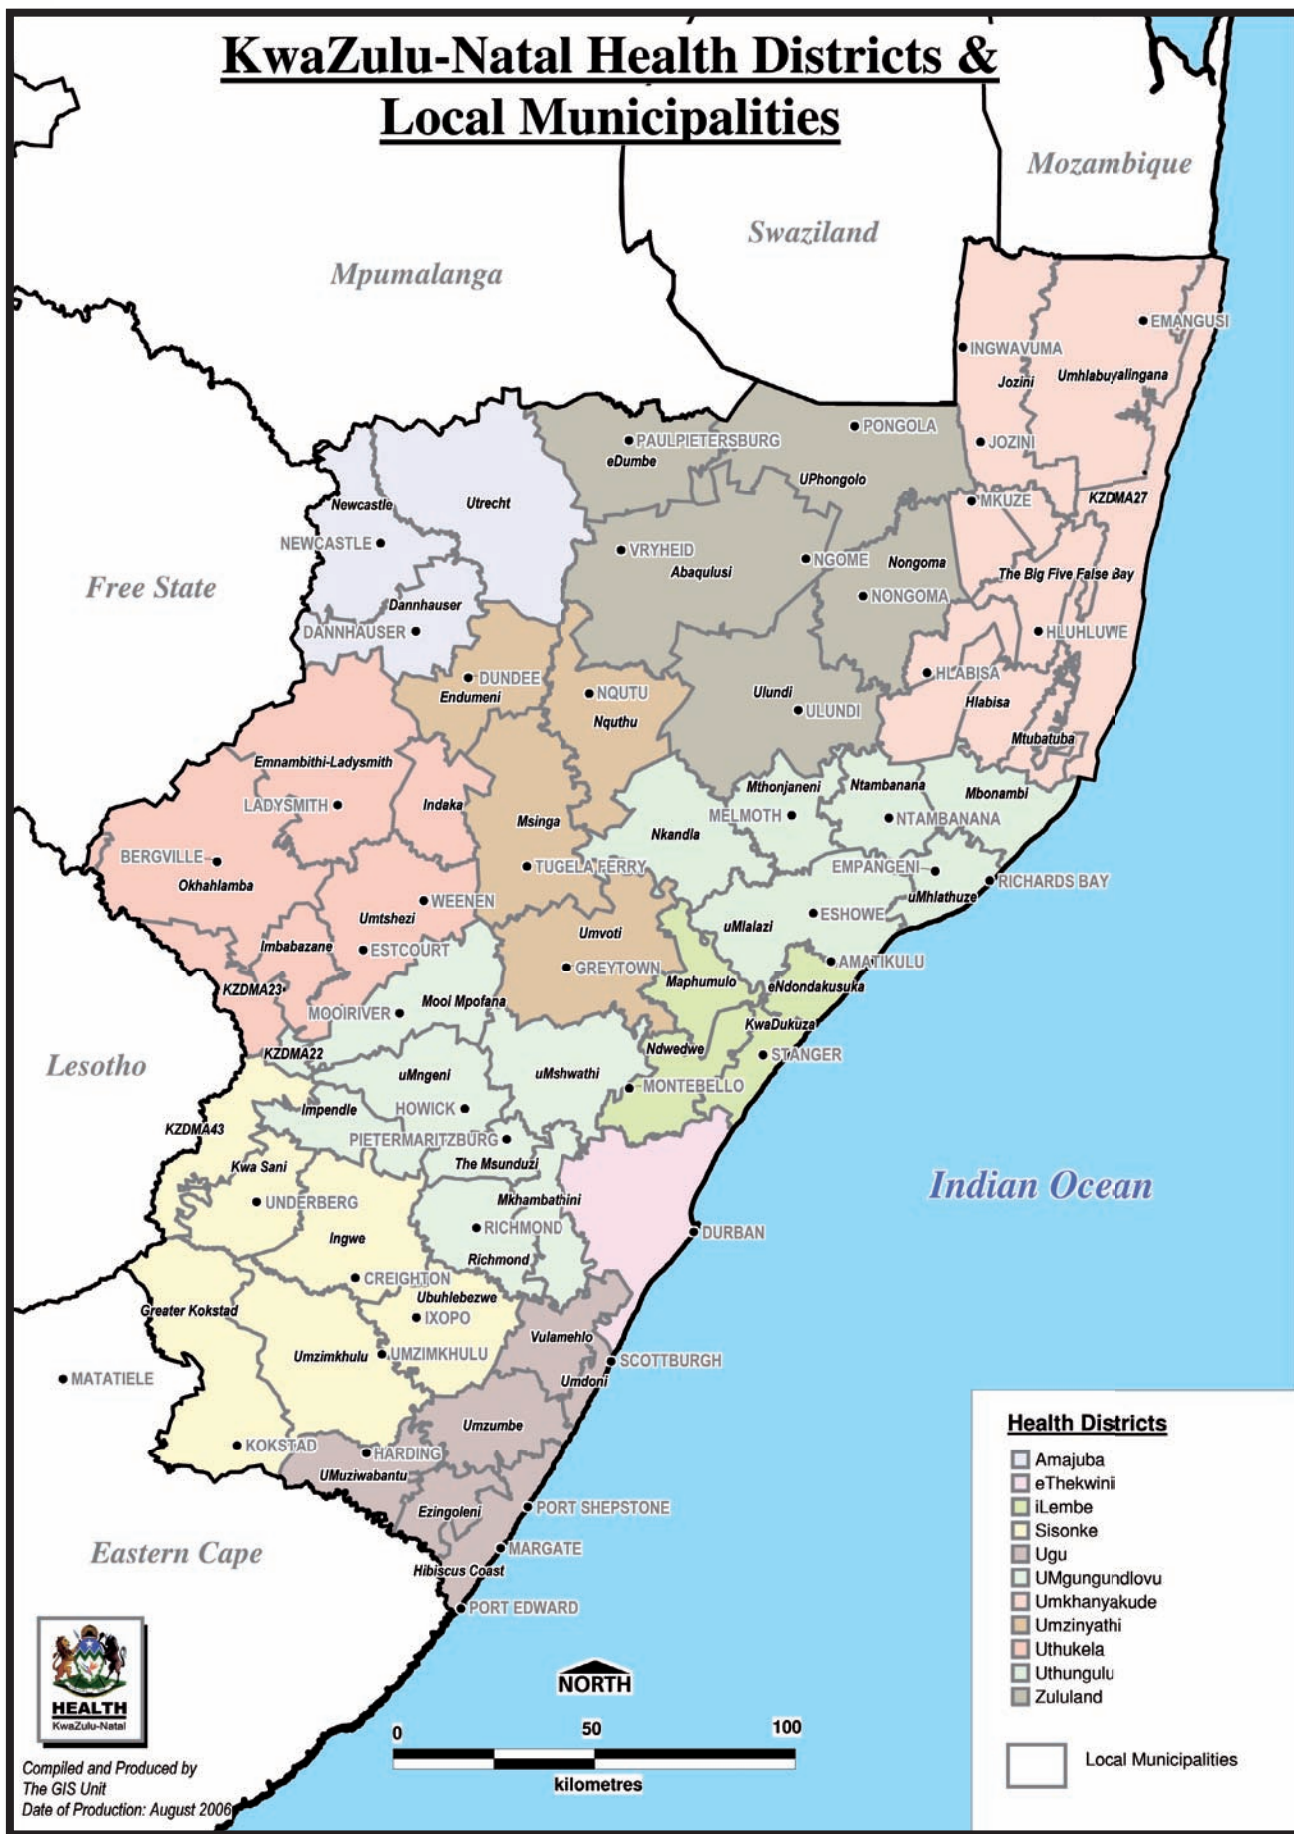 KwaZulu-Natal Health Districts &
Local Municipalities
Mozambique
Swaziland
Mpumalanga
EMANGUSI
INGWAVUMA
Jozini
Umhlabuyalingana
PONGOLA
PAULPIETERSBURG
JOZINI
eDumbe
UPhongolo
Newcastle
Utrecht
MKUZE
KZDMA27
NEWCASTLE
VRYHEID
NGOME
Nongoma
Abaqulusi
The Big Five False Bay
Free State
NONGOMA
Dannhauser
DANNHAUSER
HLUHLUWE
DUNDEE
HLABISA
Endumeni
NQUTU
Ulundi
Hlabisa
ULUNDI
Nquthu
Mtubatuba
Emnambithi-Ladysmith
Mthonjaneni
Ntambanana
Mbonambi
LADYSMITH
Indaka
MELMOTH
NTAMBANANA
Msinga
Nkandla
BERGVILLE
TUGELA FERRY
EMPANGENI
RICHARDS BAY
Okhahlamba
uMhlathuze
WEENEN
Umtshezi
ESHOWE
uMlalazi
Umvoti
Imbabazane
ESTCOURT
GREYTOWN
AMATIKULU
Maphumulo
eNdondakusuka
KZDMA23
Mooi Mpofana
MOOIRIVER
KwaDukuza
KZDMA22
Ndwedwe
STANGER
Lesotho
uMngeni
uMshwathi
MONTEBELLO
Impendle
HOWICK
KZDMA43
PIETERMARITZBURG
Kwa Sani
The Msunduzi
Indian Ocean
UNDERBERG
Mkhambathini
RICHMOND
DURBAN
Ingwe
Richmond
CREIGHTON
Ubuhlebezwe
Greater Kokstad
IXOPO
Vulamehlo
Umzimkhulu
UMZIMKHULU
SCOTTBURGH
MATATIELE
Umdoni
Umzumbe
KOKSTAD
HARDING
UMuziwabantu
Ezingoleni
PORT SHEPSTONE
Eastern Cape
MARGATE
Hibiscus Coast
PORT EDWARD
Health Districts
Amajuba
eThekwini
iLembe
Sisonke
Ugu
UMgungundlovu
Umkhanyakude
Umzinyathi
Uthukela
Uthungulu
Zululand
Local Municipalities
NORTH
0 50 100
kilometres
HEALTH
KwaZulu-Natal
Compiled and Produced by
The GIS Unit
Date of Production: August 2006